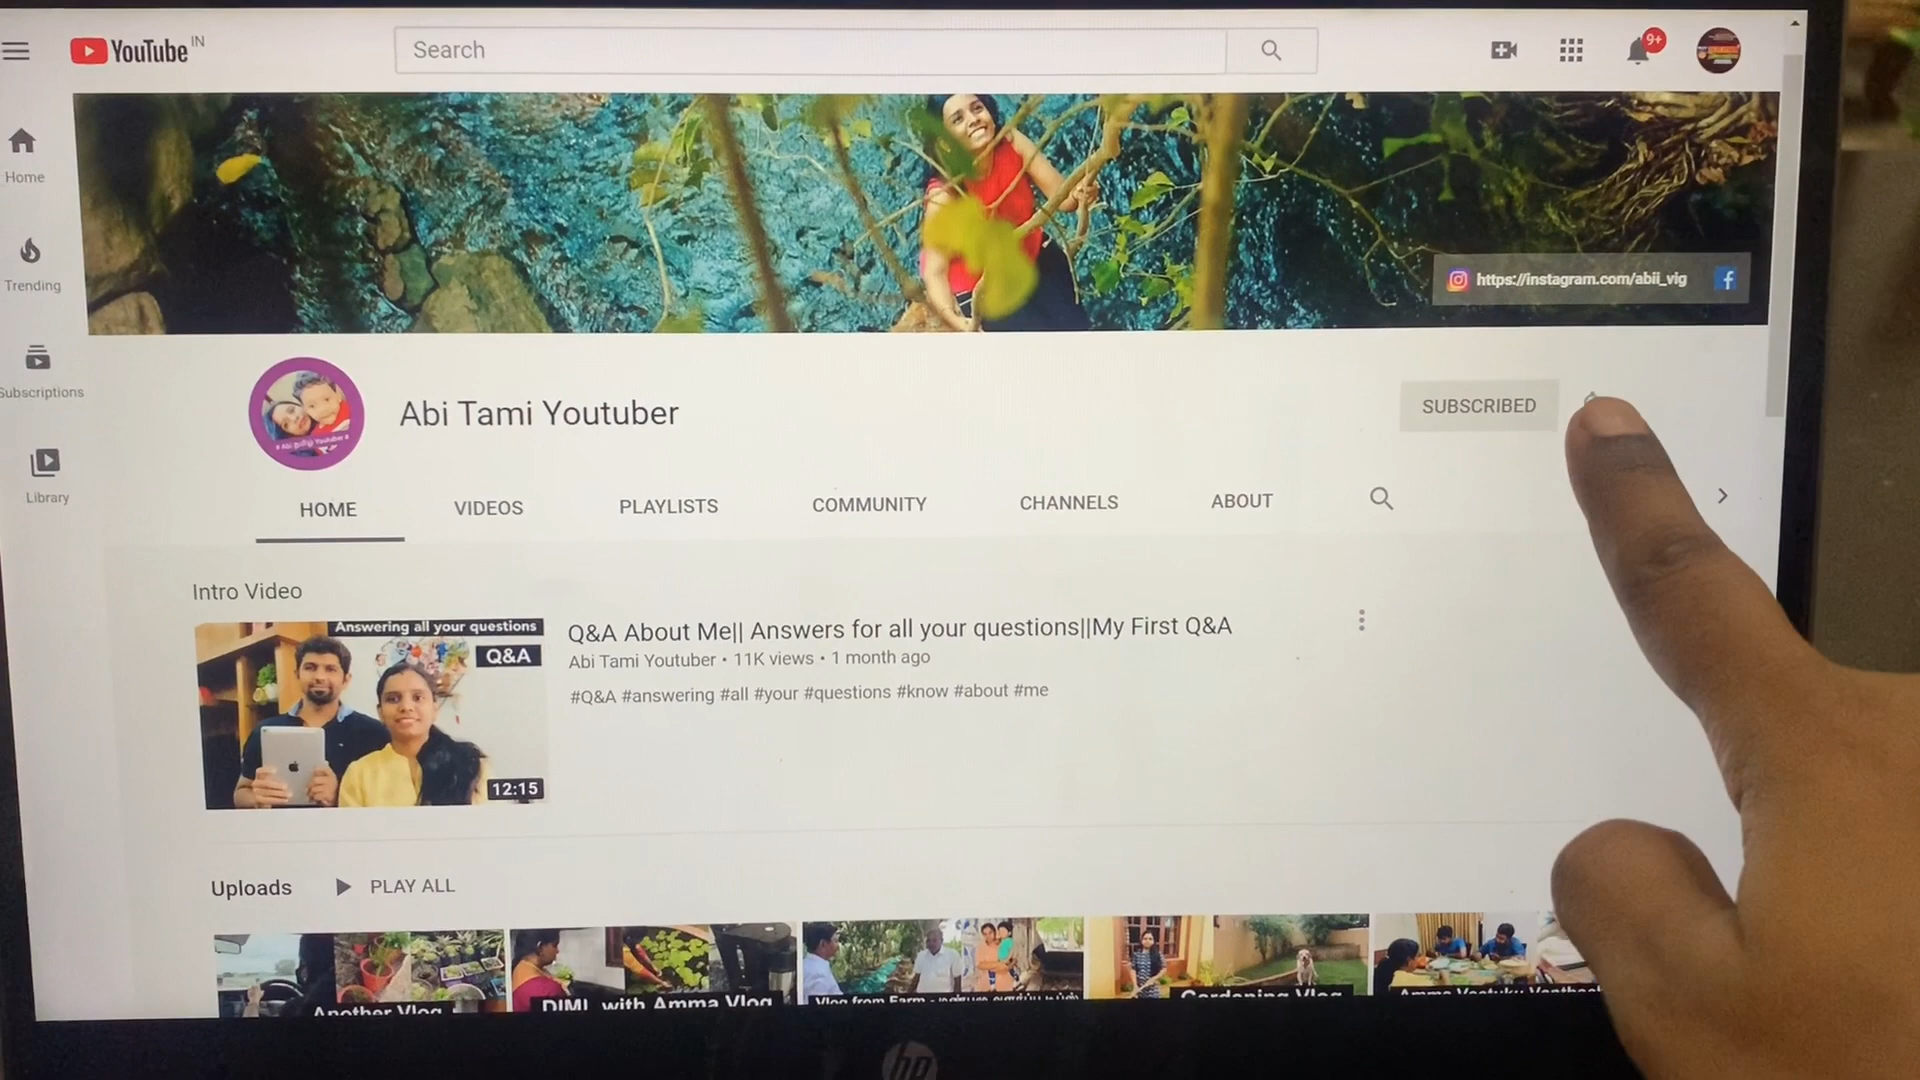 YouTube IN
Search
9+
Home
Trending
Subscriptions
Library
https://instagram.com/abii_vig
Abi Tami Youtuber
SUBSCRIBED
HOME
VIDEOS
PLAYLISTS
COMMUNITY
CHANNELS
ABOUT
Intro Video
Answering all your questions
Q&A
12:15
Q&A About Me|| Answers for all your questions||My First Q&A
Abi Tami Youtuber • 11K views • 1 month ago
#Q&A #answering #all #your #questions #know #about #me
Uploads
PLAY ALL
Another Vlog
DIML with Amma Vlog
Vlog from Farm -
Gardening Vlog
hp